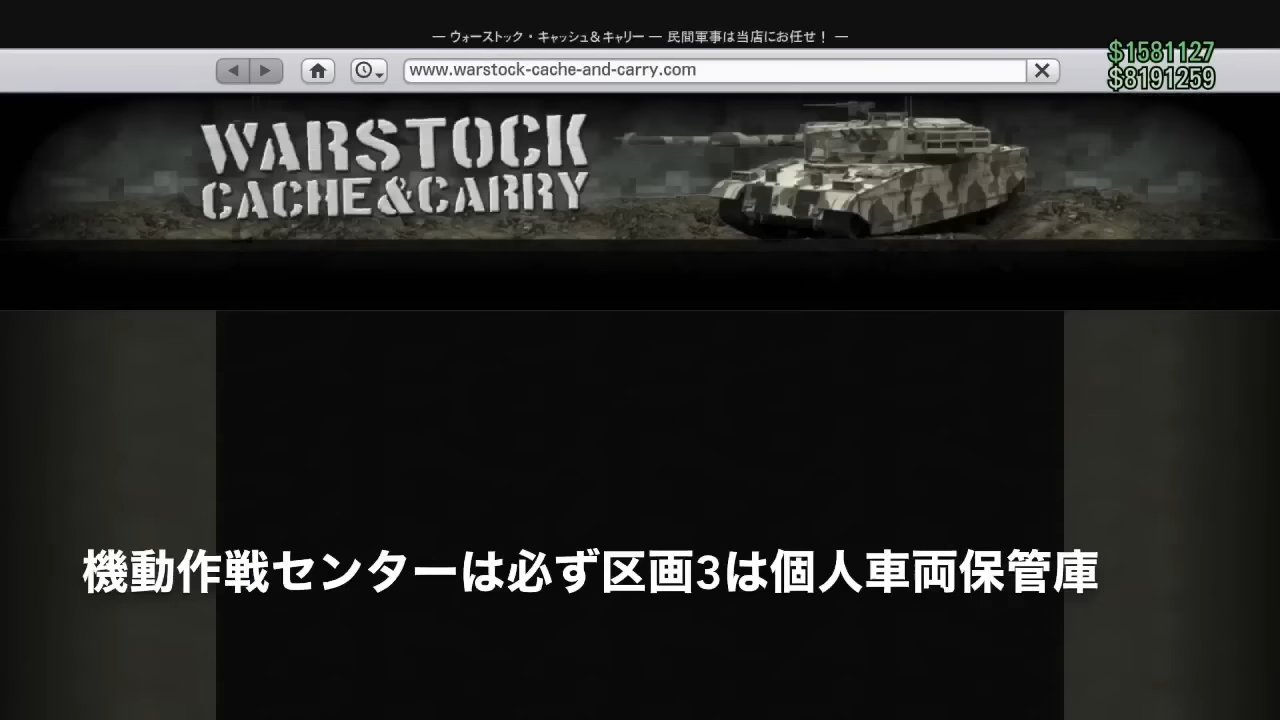 ― ウォーストック・キャッシュ＆キャリー ― 民間軍事は当店にお任せ！ ―
$1581127
www.warstock-cache-and-carry.com
$8191259
WARSTOCK
CACHE&CARRY
機動作戦センターは必ず区画3は個人車両保管庫